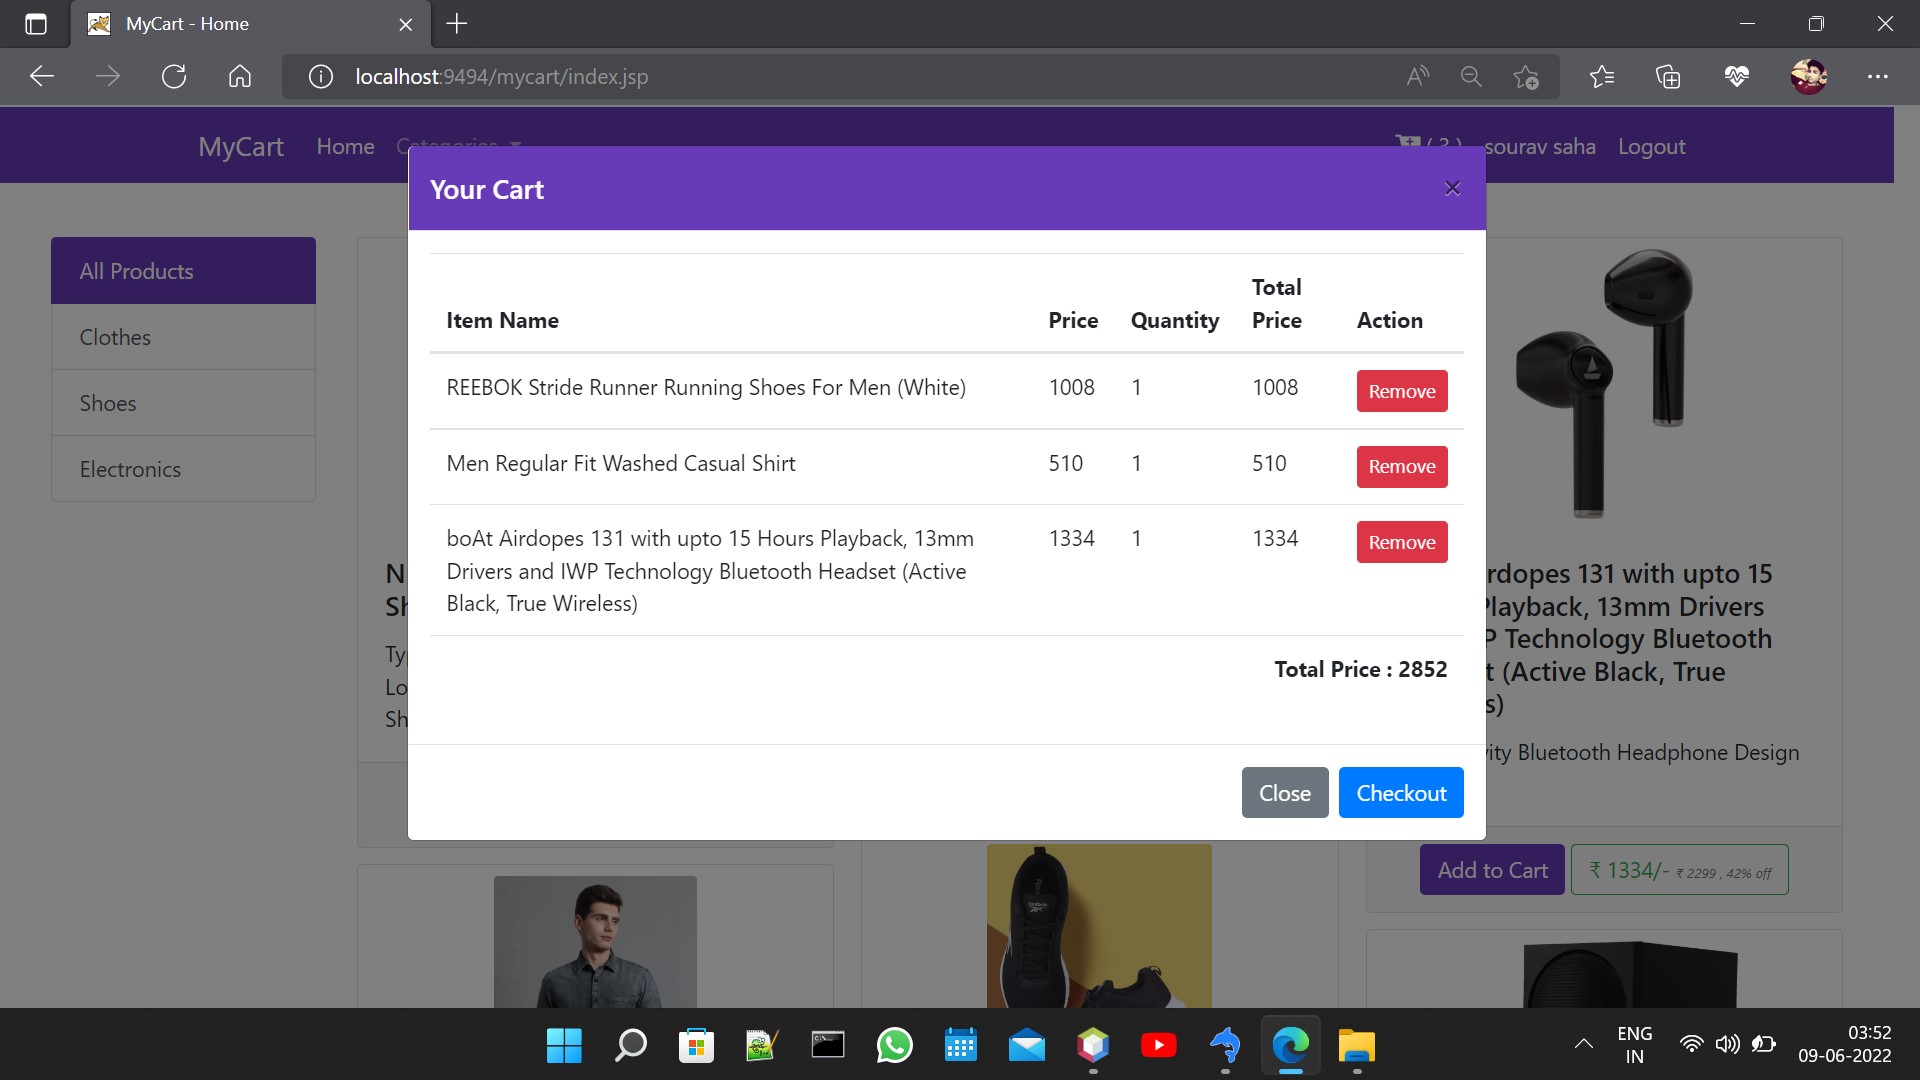 MyCart - Home
localhost:9494/mycart/index.jsp
MyCart Home Categories ( 3 ) sourav saha Logout
Your Cart ×
All Products
Clothes
Shoes
Electronics
Item Name Price Quantity Total Price Action
REEBOK Stride Runner Running Shoes For Men (White) 1008 1 1008 Remove
Men Regular Fit Washed Casual Shirt 510 1 510 Remove
boAt Airdopes 131 with upto 15 Hours Playback, 13mm 1334 1 1334 Remove
Drivers and IWP Technology Bluetooth Headset (Active
Black, True Wireless)
Total Price : 2852
Close Checkout
rdopes 131 with upto 15
Playback, 13mm Drivers
P Technology Bluetooth
t (Active Black, True
s)
ity Bluetooth Headphone Design
Add to Cart ₹ 1334/- ₹ 2299 , 42% off
ENG
IN
03:52
09-06-2022